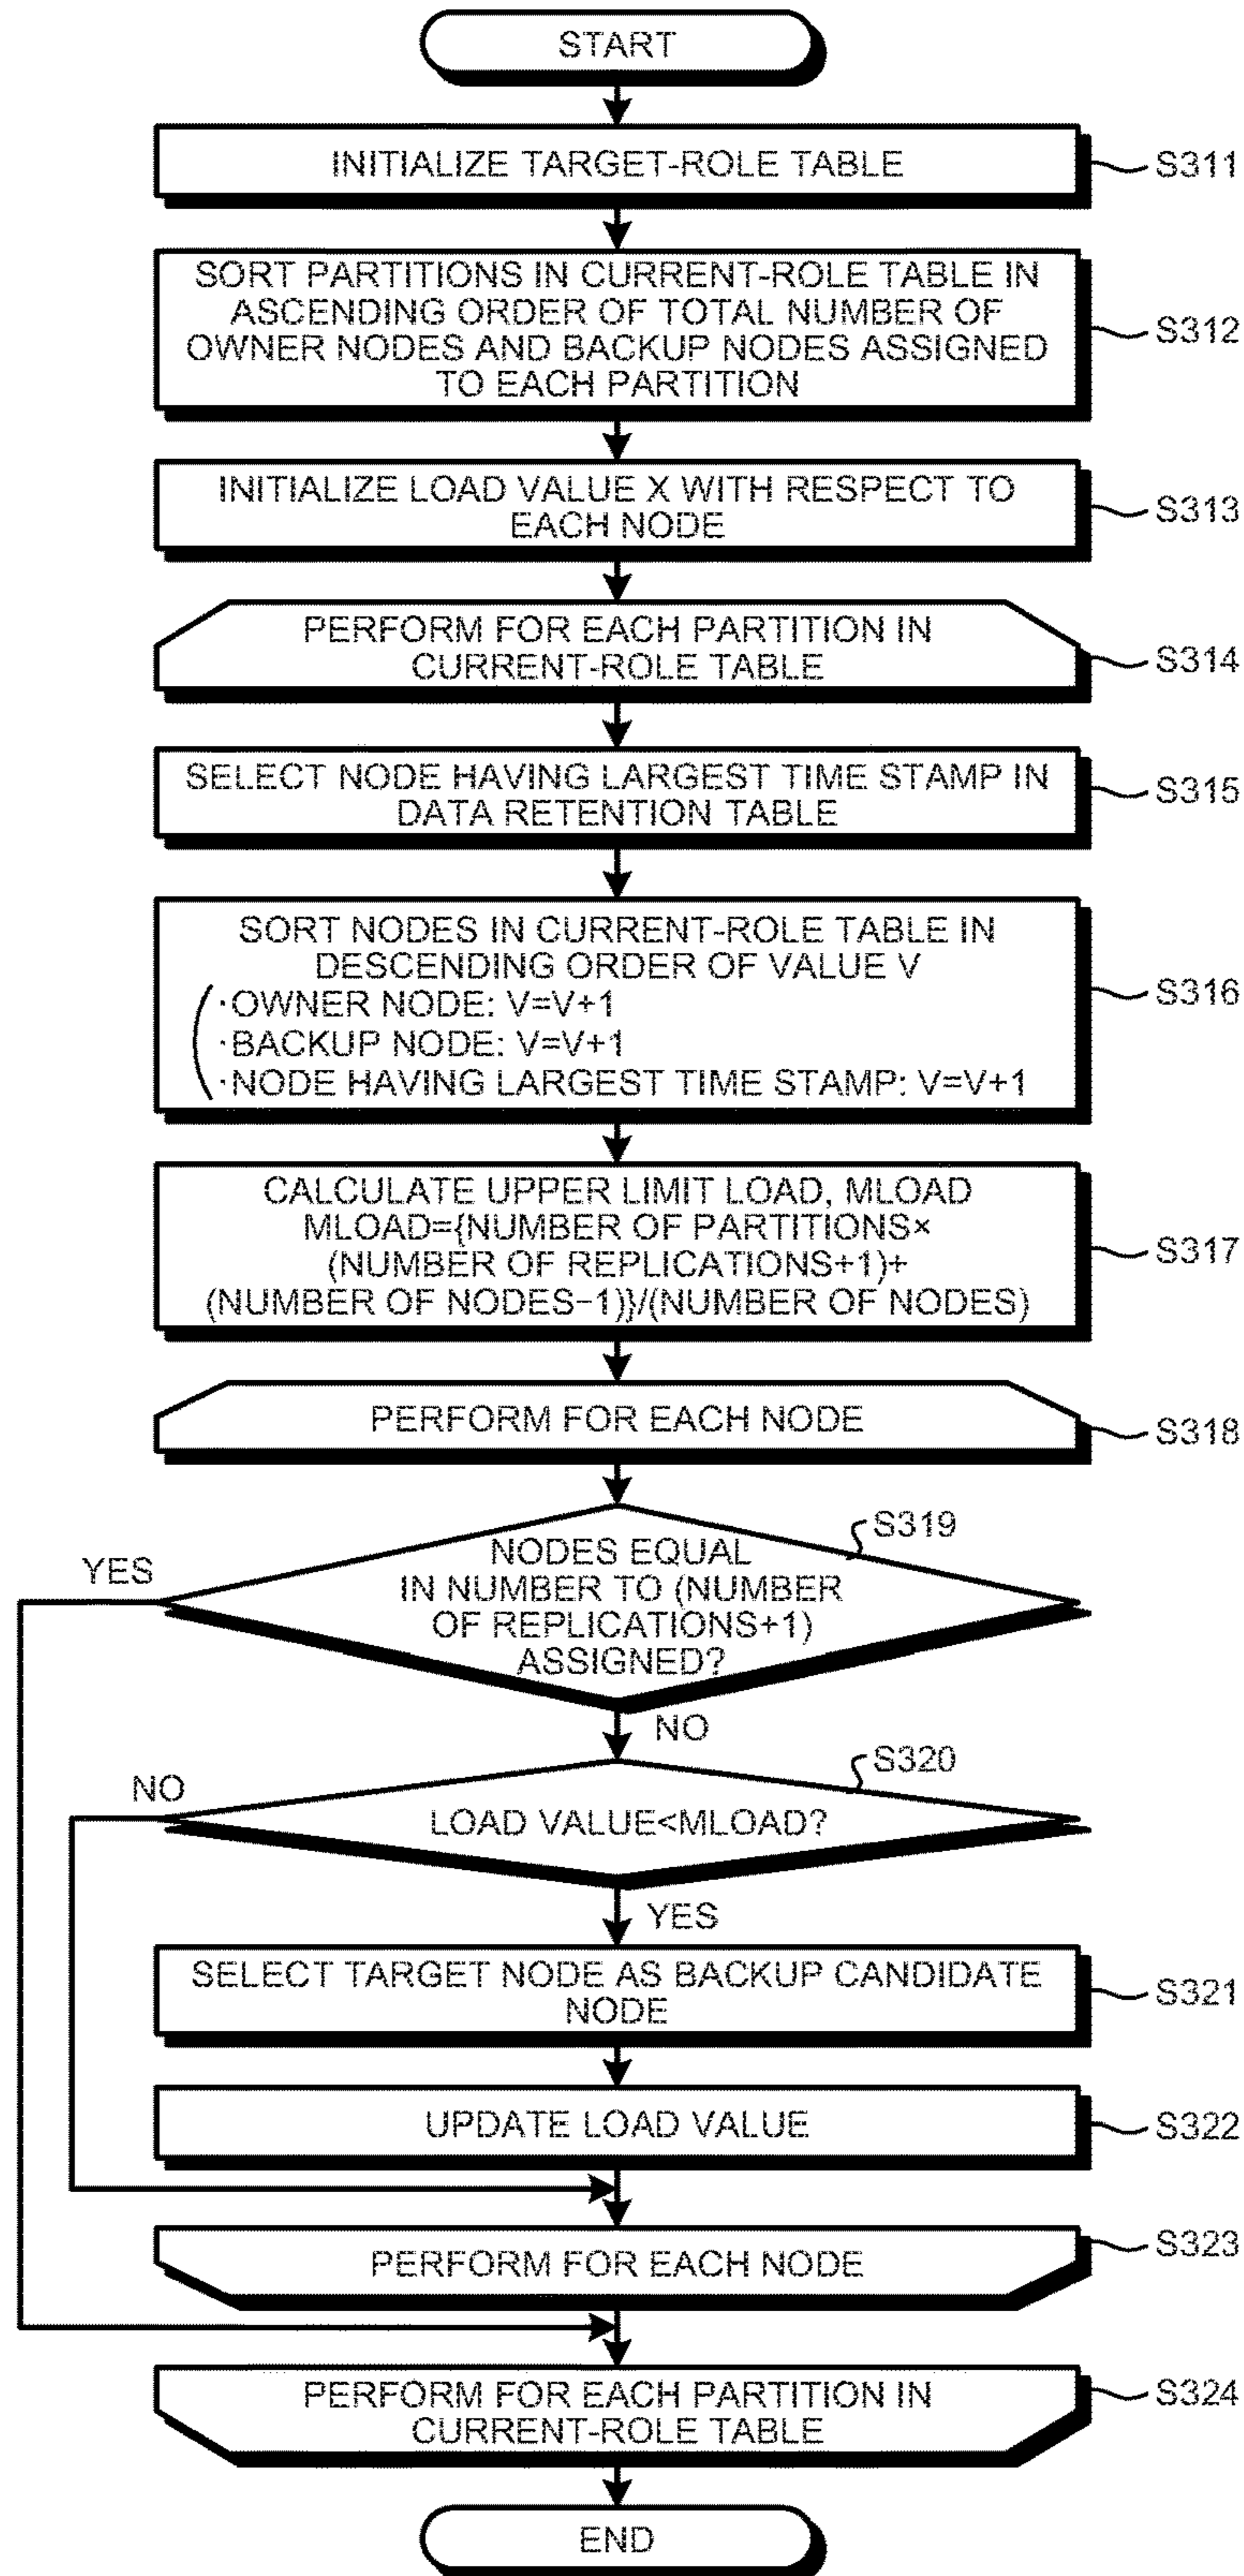 START
INITIALIZE TARGET-ROLE TABLE
S311
SORT PARTITIONS IN CURRENT-ROLE TABLE IN
ASCENDING ORDER OF TOTAL NUMBER OF
OWNER NODES AND BACKUP NODES ASSIGNED
TO EACH PARTITION
S312
INITIALIZE LOAD VALUE X WITH RESPECT TO
EACH NODE
S313
PERFORM FOR EACH PARTITION IN
CURRENT-ROLE TABLE
S314
SELECT NODE HAVING LARGEST TIME STAMP IN
DATA RETENTION TABLE
S315
SORT NODES IN CURRENT-ROLE TABLE IN
DESCENDING ORDER OF VALUE V
·OWNER NODE: V=V+1
·BACKUP NODE: V=V+1
·NODE HAVING LARGEST TIME STAMP: V=V+1
S316
CALCULATE UPPER LIMIT LOAD, MLOAD
MLOAD={NUMBER OF PARTITIONS×
(NUMBER OF REPLICATIONS+1)+
(NUMBER OF NODES−1)}/(NUMBER OF NODES)
S317
PERFORM FOR EACH NODE
S318
S319
YES
NODES EQUAL
IN NUMBER TO (NUMBER
OF REPLICATIONS+1)
ASSIGNED?
NO
S320
NO
LOAD VALUE<MLOAD?
YES
SELECT TARGET NODE AS BACKUP CANDIDATE
NODE
S321
UPDATE LOAD VALUE
S322
PERFORM FOR EACH NODE
S323
PERFORM FOR EACH PARTITION IN
CURRENT-ROLE TABLE
S324
END